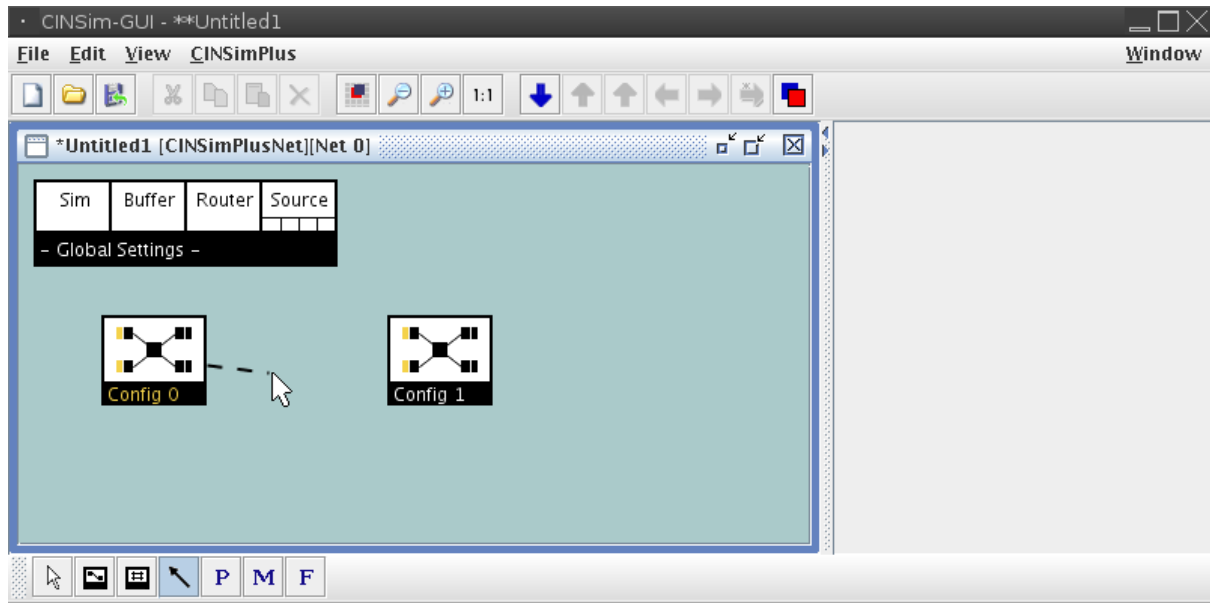 CINSim-GUI - **Untitled1
File Edit View CINSimPlus Window
1:1
*Untitled1 [CINSimPlusNet][Net 0]
Sim Buffer Router Source
– Global Settings –
Config 0 Config 1
P M F